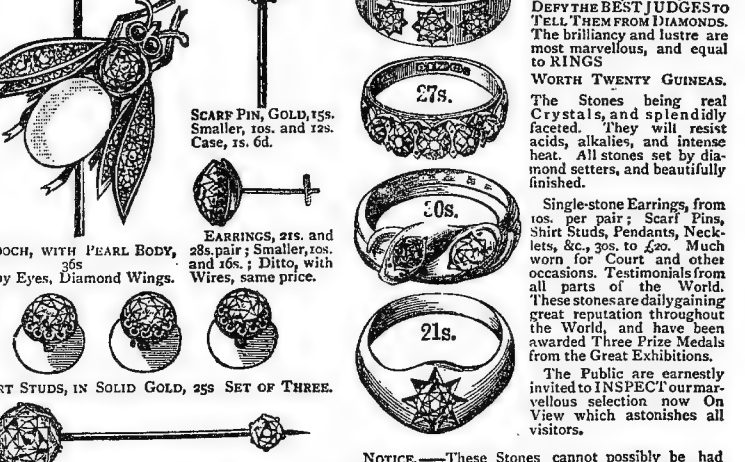 SCARF PIN, GOLD, 15s.
Smaller, 10s. and 12s.
Case, 1s. 6d.
EARRINGS, 21s. and
28s. pair; Smaller, 10s.
and 16s.; Ditto, with
Wires, same price.
WITH PEARL BODY,
36s
Eyes, Diamond Wings.
STUDS, IN SOLID GOLD, 25s SET OF THREE.
27s.
30s.
21s.
DEFY THE BEST JUDGES TO
TELL THEM FROM DIAMONDS.
The brilliancy and lustre are
most marvellous, and equal
to RINGS
WORTH TWENTY GUINEAS.
The Stones being real
Crystals, and splendidly
faceted. They will resist
acids, alkalies, and intense
heat. All stones set by dia-
mond setters, and beautifully
finished.
Single-stone Earrings, from
10s. per pair; Scarf Pins,
Shirt Studs, Pendants, Neck-
lets, &c., 30s. to £20. Much
worn for Court and other
occasions. Testimonials from
all parts of the World.
These stones are daily gaining
great reputation throughout
the World, and have been
awarded Three Prize Medals
from the Great Exhibitions.
The Public are earnestly
invited to INSPECT our mar-
vellous selection now On
View which astonishes all
visitors.
NOTICE.—These Stones cannot possibly be had